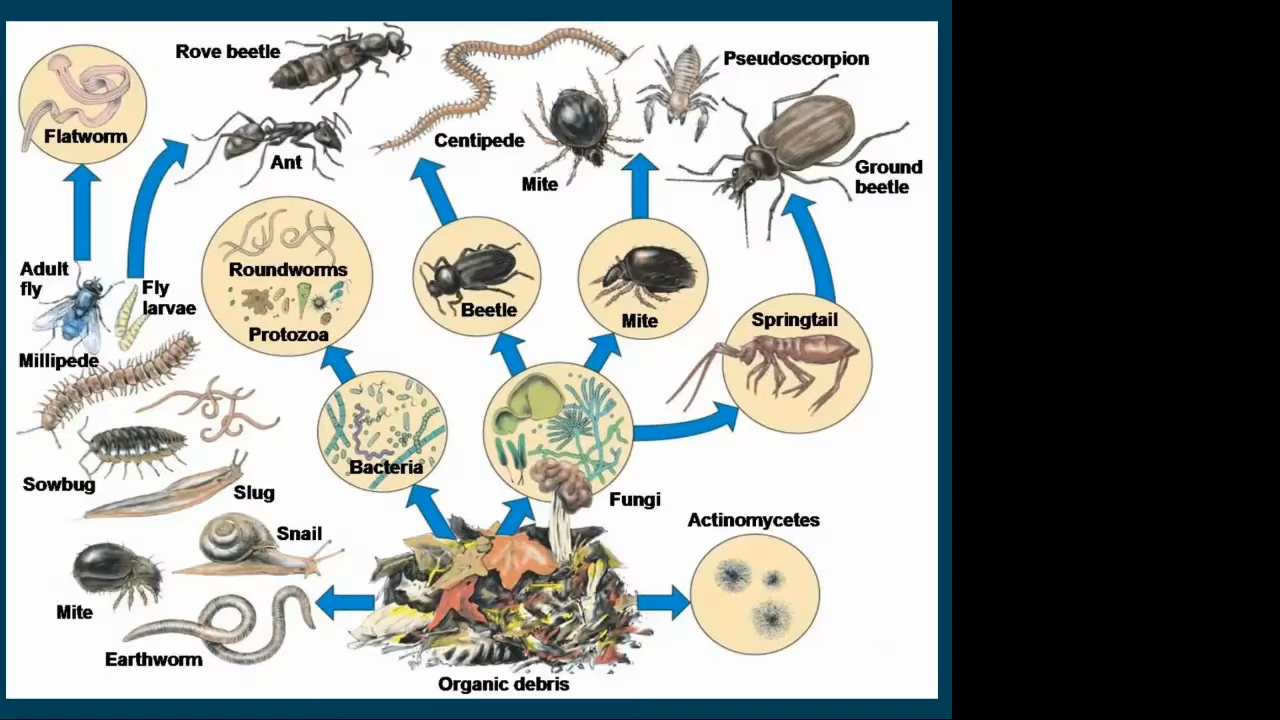 Rove beetle
Pseudoscorpion
Flatworm
Centipede
Ant
Mite
Ground
beetle
Adult
fly
Fly
larvae
Roundworms
Protozoa
Beetle
Mite
Springtail
Millipede
Bacteria
Sowbug
Slug
Fungi
Snail
Actinomycetes
Mite
Earthworm
Organic debris